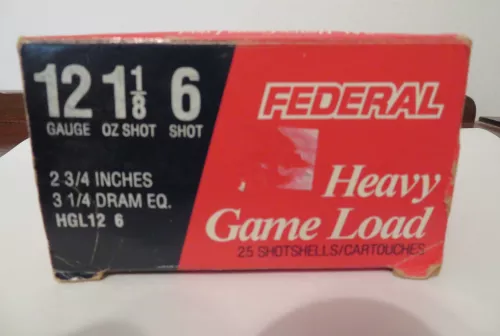 12 1 1/8 6
GAUGE OZ SHOT SHOT
2 3/4 INCHES
3 1/4 DRAM EQ.
HGL12 6
FEDERAL
Heavy
Game Load
25 SHOTSHELLS/CARTOUCHES